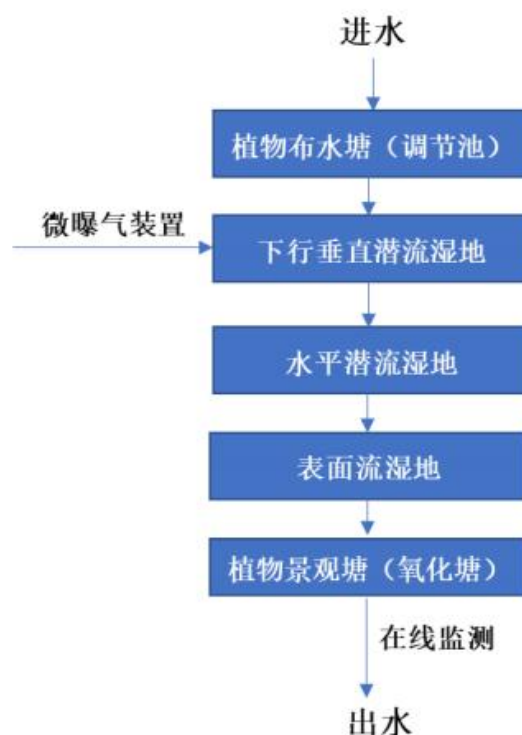 进水
植物布水塘（调节池）
微曝气装置
下行垂直潜流湿地
水平潜流湿地
表面流湿地
植物景观塘（氧化塘）
在线监测
出水